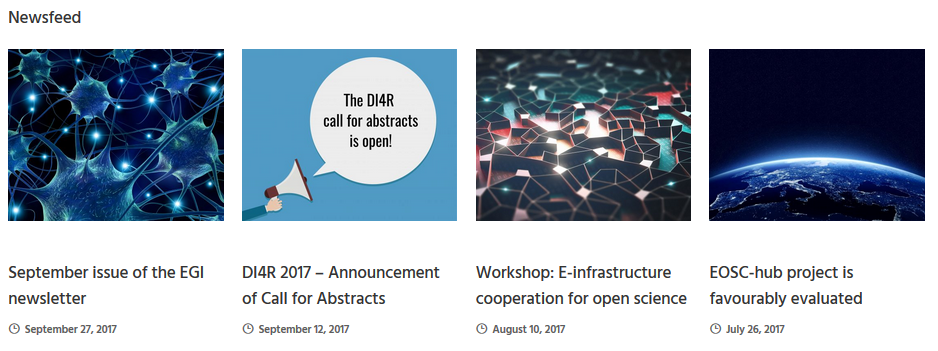 Newsfeed
The DI4R
call for abstracts
is open!
September issue of the EGI
newsletter
September 27, 2017
DI4R 2017 – Announcement
of Call for Abstracts
September 12, 2017
Workshop: E-infrastructure
cooperation for open science
August 10, 2017
EOSC-hub project is
favourably evaluated
July 26, 2017